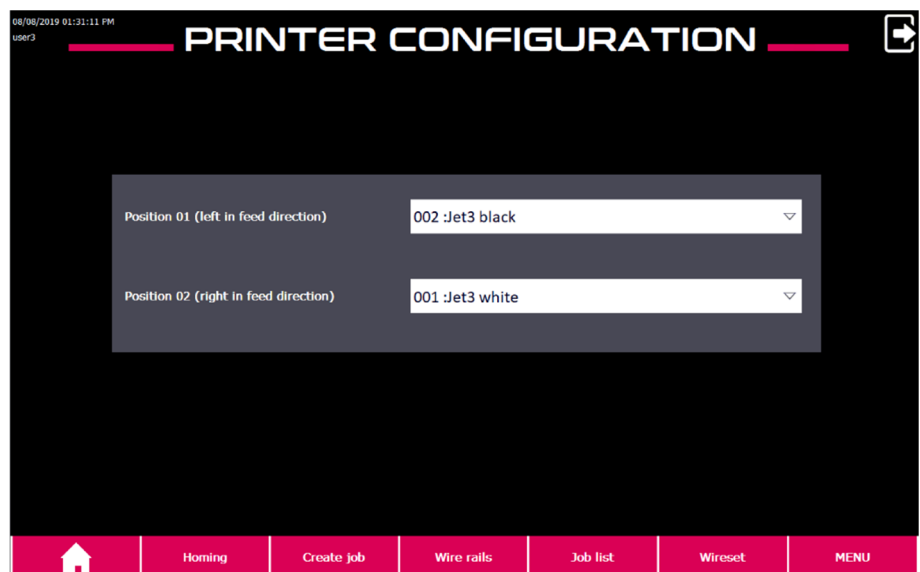 08/08/2019 01:31:11 PM
user3
PRINTER CONFIGURATION
Position 01 (left in feed direction)
002 :Jet3 black
Position 02 (right in feed direction)
001 :Jet3 white
Homing
Create job
Wire rails
Job list
Wireset
MENU